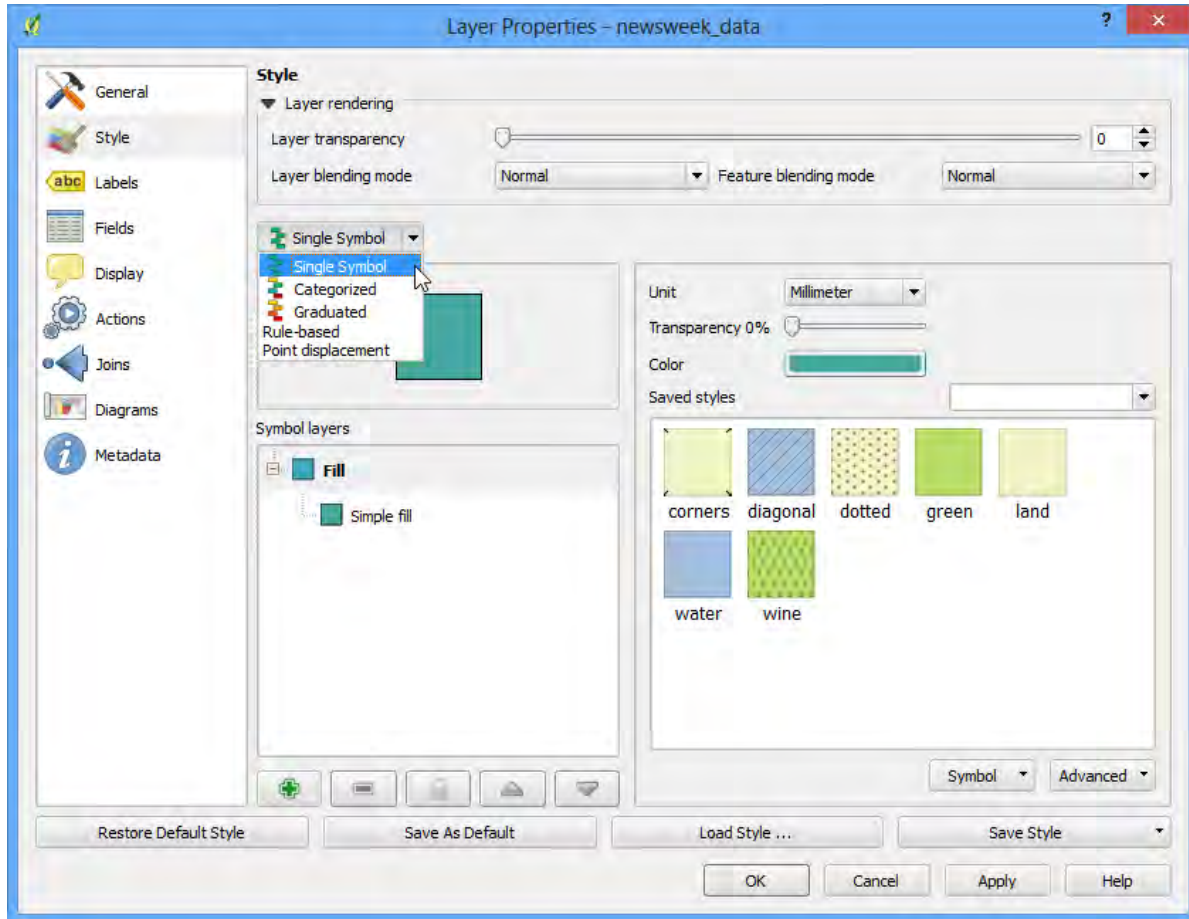 Layer Properties – newsweek_data
?
General
Style
abc Labels
Fields
Display
Actions
Joins
Diagrams
i Metadata
Style
Layer rendering
Layer transparency 0
Layer blending mode Normal Feature blending mode Normal
Single Symbol
Single Symbol
Categorized
Graduated
Rule-based
Point displacement
Symbol layers
Fill
Simple fill
Unit Millimeter
Transparency 0%
Color
Saved styles
corners diagonal dotted green land
water wine
Symbol Advanced
Restore Default Style Save As Default Load Style ... Save Style
OK Cancel Apply Help